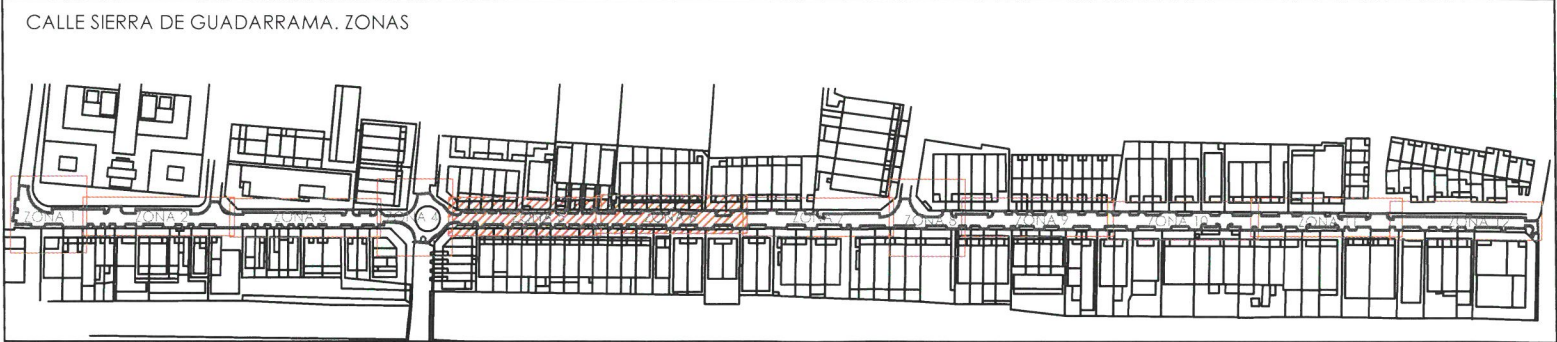 CALLE SIERRA DE GUADARRAMA. ZONAS
ZONA 1
ZONA 2
ZONA 3
ZONA 4
ZONA 7
ZONA 8
ZONA 9
ZONA 10
ZONA 11
ZONA 12